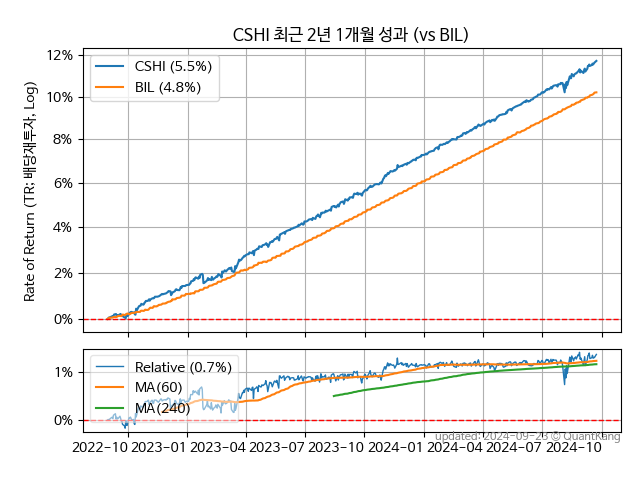 CSHI 최근 2년 1개월 성과 (vs BIL)
Rate of Return (TR; 배당재투자, Log)
12%
10%
8%
6%
4%
2%
0%
CSHI (5.5%)
BIL (4.8%)
1%
0%
Relative (0.7%)
MA(60)
MA(240)
2022-10 2023-01 2023-04 2023-07 2023-10 2024-01 2024-04 2024-07 2024-10
updated: 2024-09-23 © QuantKang